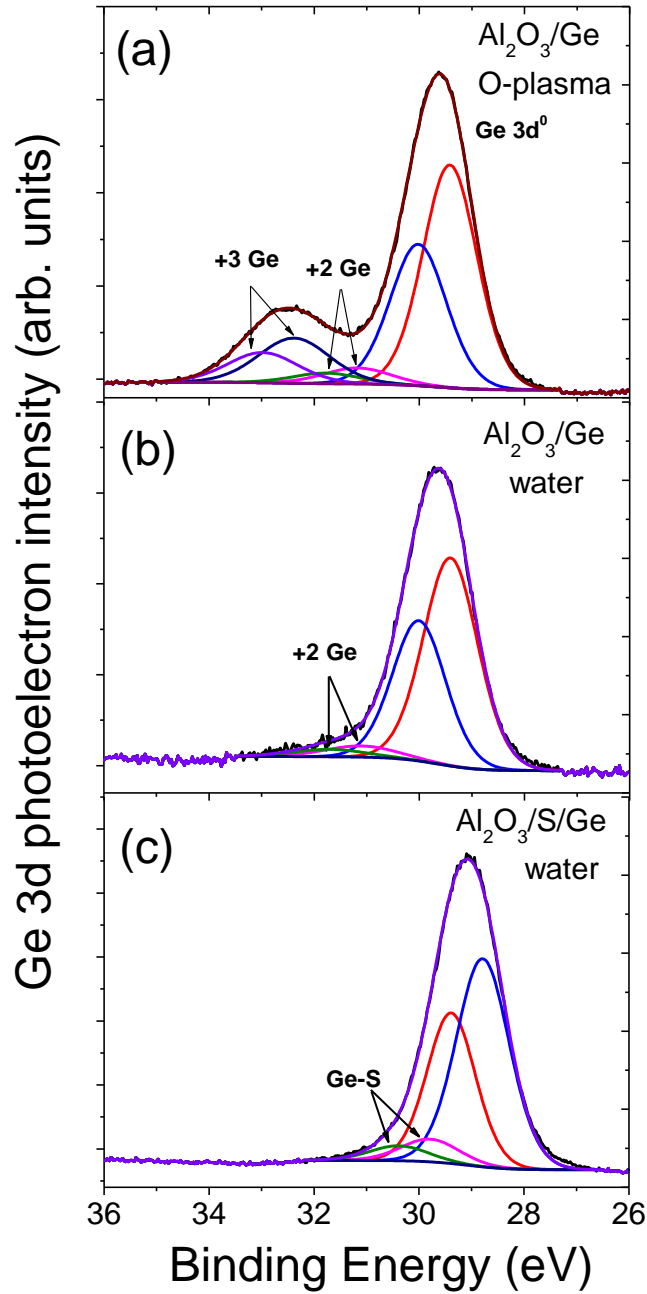 Ge 3d photoelectron intensity (arb. units)
(a)
Al₂O₃/Ge
O-plasma
Ge 3d⁰
+3 Ge
+2 Ge
(b)
Al₂O₃/Ge
water
+2 Ge
(c)
Al₂O₃/S/Ge
water
Ge-S
36 34 32 30 28 26
Binding Energy (eV)